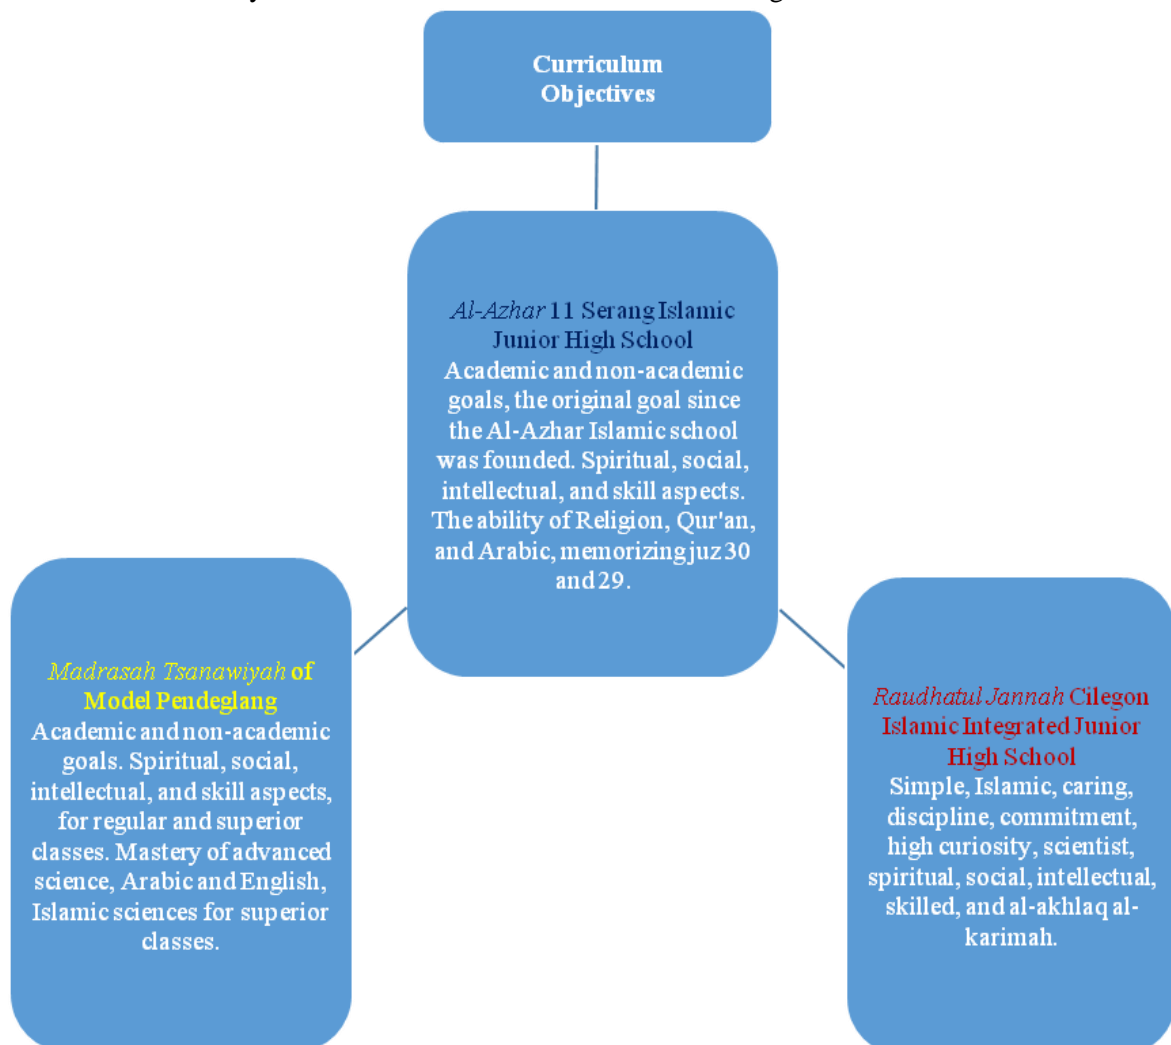 Curriculum
Objectives
Al-Azhar 11 Serang Islamic
Junior High School
Academic and non-academic
goals, the original goal since
the Al-Azhar Islamic school
was founded. Spiritual, social,
intellectual, and skill aspects.
The ability of Religion, Qur'an,
and Arabic, memorizing juz 30
and 29.
Madrasah Tsanawiyah of
Model Pendeglang
Academic and non-academic
goals. Spiritual, social,
intellectual, and skill aspects,
for regular and superior
classes. Mastery of advanced
science, Arabic and English,
Islamic sciences for superior
classes.
Raudhatul Jannah Cilegon
Islamic Integrated Junior
High School
Simple, Islamic, caring,
discipline, commitment,
high curiosity, scientist,
spiritual, social, intellectual,
skilled, and al-akhlaq al-
karimah.